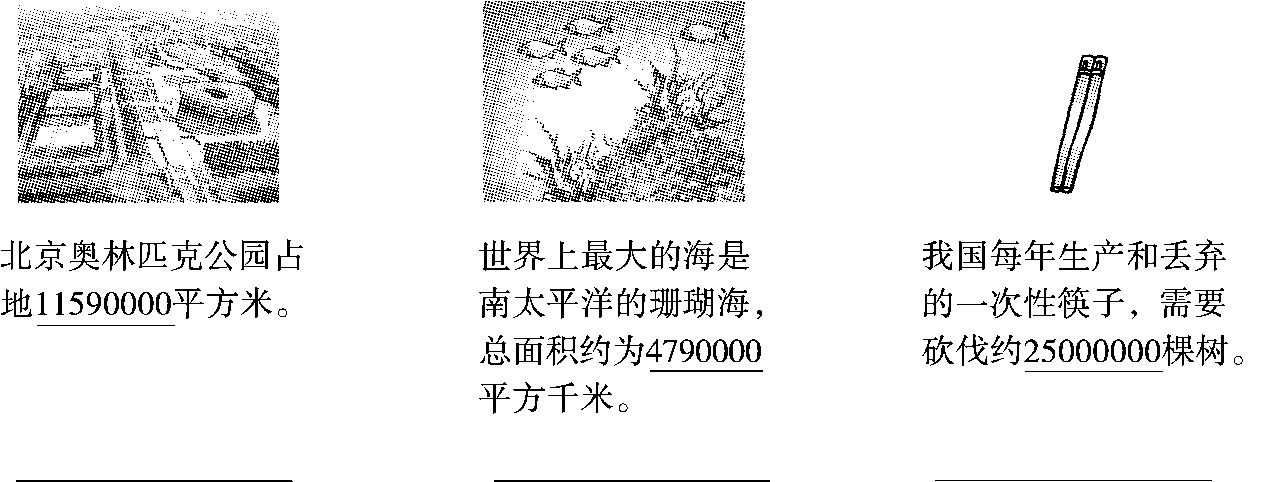 北京奥林匹克公园占
地11590000平方米。
世界上最大的海是
南太平洋的珊瑚海，
总面积约为4790000
平方千米。
我国每年生产和丢弃
的一次性筷子，需要
砍伐约25000000棵树。